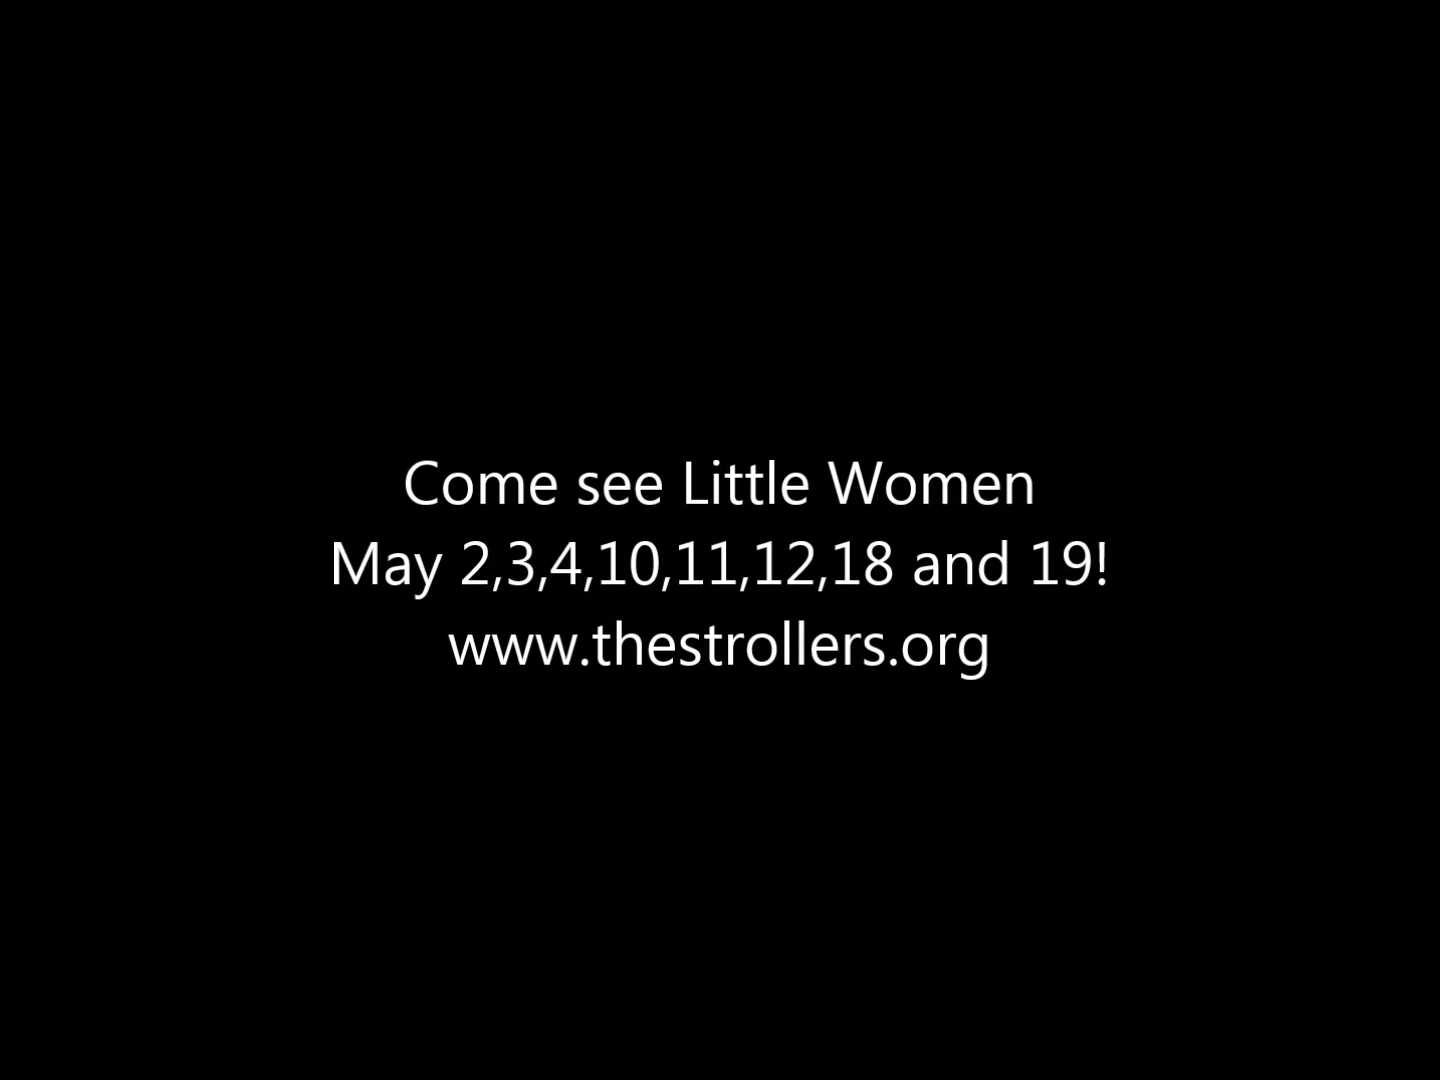 Come see Little Women
May 2,3,4,10,11,12,18 and 19!
www.thestrollers.org